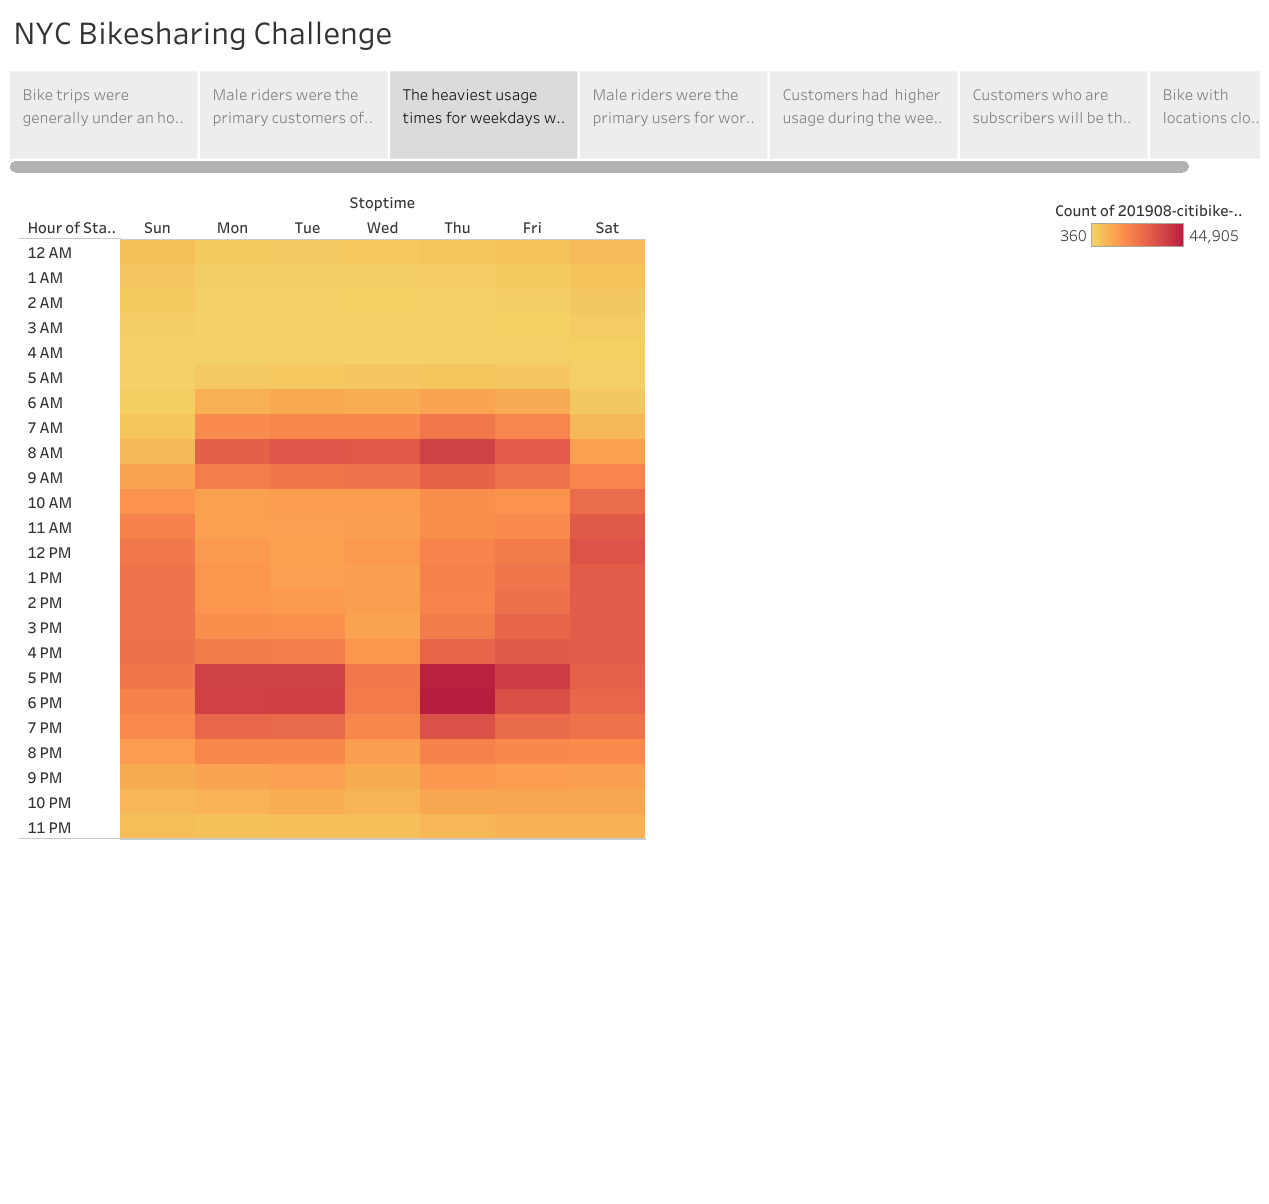 NYC Bikesharing Challenge
Bike trips were
generally under an ho..
Male riders were the
primary customers of..
The heaviest usage
times for weekdays w..
Male riders were the
primary users for wor..
Customers had  higher
usage during the wee..
Customers who are
subscribers will be th..
Bike with
locations clo..
Stoptime
Hour of Sta.. Sun Mon Tue Wed Thu Fri Sat
12 AM
1 AM
2 AM
3 AM
4 AM
5 AM
6 AM
7 AM
8 AM
9 AM
10 AM
11 AM
12 PM
1 PM
2 PM
3 PM
4 PM
5 PM
6 PM
7 PM
8 PM
9 PM
10 PM
11 PM
Count of 201908-citibike-..
360 44,905